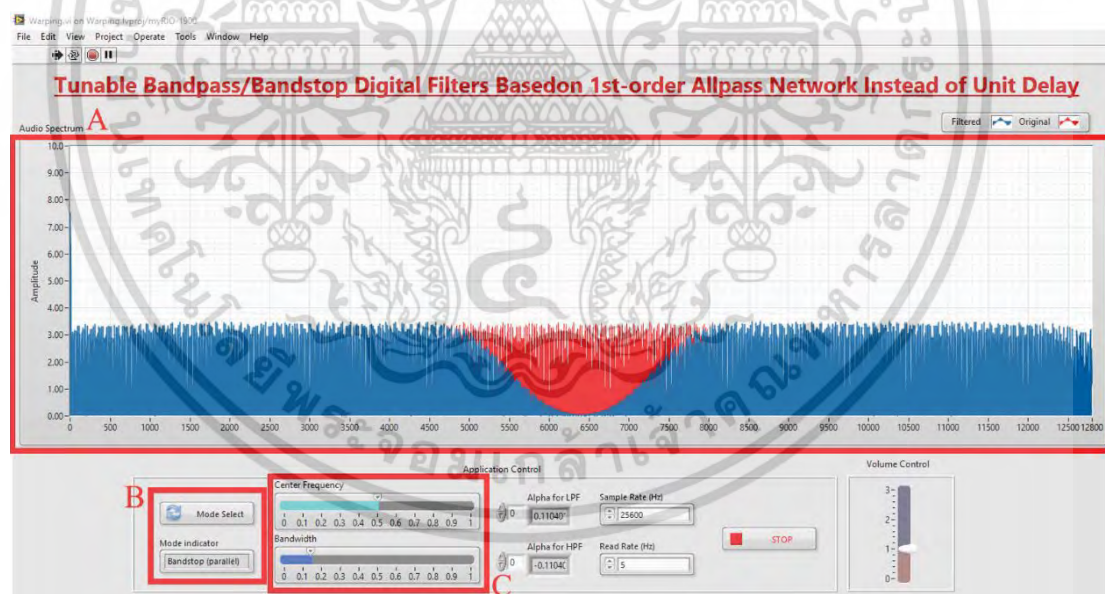 Warping.vi on Warping.lvproj/myRIO-1900
File Edit View Project Operate Tools Window Help
Tunable Bandpass/Bandstop Digital Filters Basedon 1st-order Allpass Network Instead of Unit Delay
A
Audio Spectrum
Filtered Original
Amplitude
10.0
9.00
8.00
7.00
6.00
5.00
4.00
3.00
2.00
1.00
0.00
0 500 1000 1500 2000 2500 3000 3500 4000 4500 5000 5500 6000 6500 7000 7500 8000 8500 9000 9500 10000 10500 11000 11500 12000 12500 12800
Application Control
Volume Control
B
Mode Select
Mode indicator
Bandstop (parallel)
Center Frequency
0 0.1 0.2 0.3 0.4 0.5 0.6 0.7 0.8 0.9 1
Bandwidth
0 0.1 0.2 0.3 0.4 0.5 0.6 0.7 0.8 0.9 1
C
0
Alpha for LPF
0.11040
0
Alpha for HPF
-0.1104
Sample Rate (Hz)
25600
Read Rate (Hz)
5
STOP
3
2
1
0